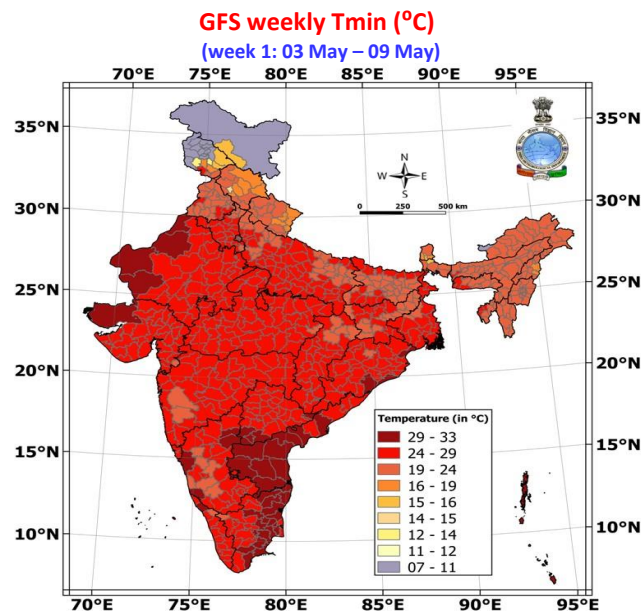 GFS weekly Tmin (⁰C)
(week 1: 03 May – 09 May)
70°E 75°E 80°E 85°E 90°E 95°E
35°N 35°N
30°N 30°N
25°N 25°N
20°N 20°N
15°N 15°N
10°N 10°N
N
W E
S
0 250 500 km
Temperature (in °C)
29 - 33
24 - 29
19 - 24
16 - 19
15 - 16
14 - 15
12 - 14
11 - 12
07 - 11
70°E 75°E 80°E 85°E 90°E 95°E